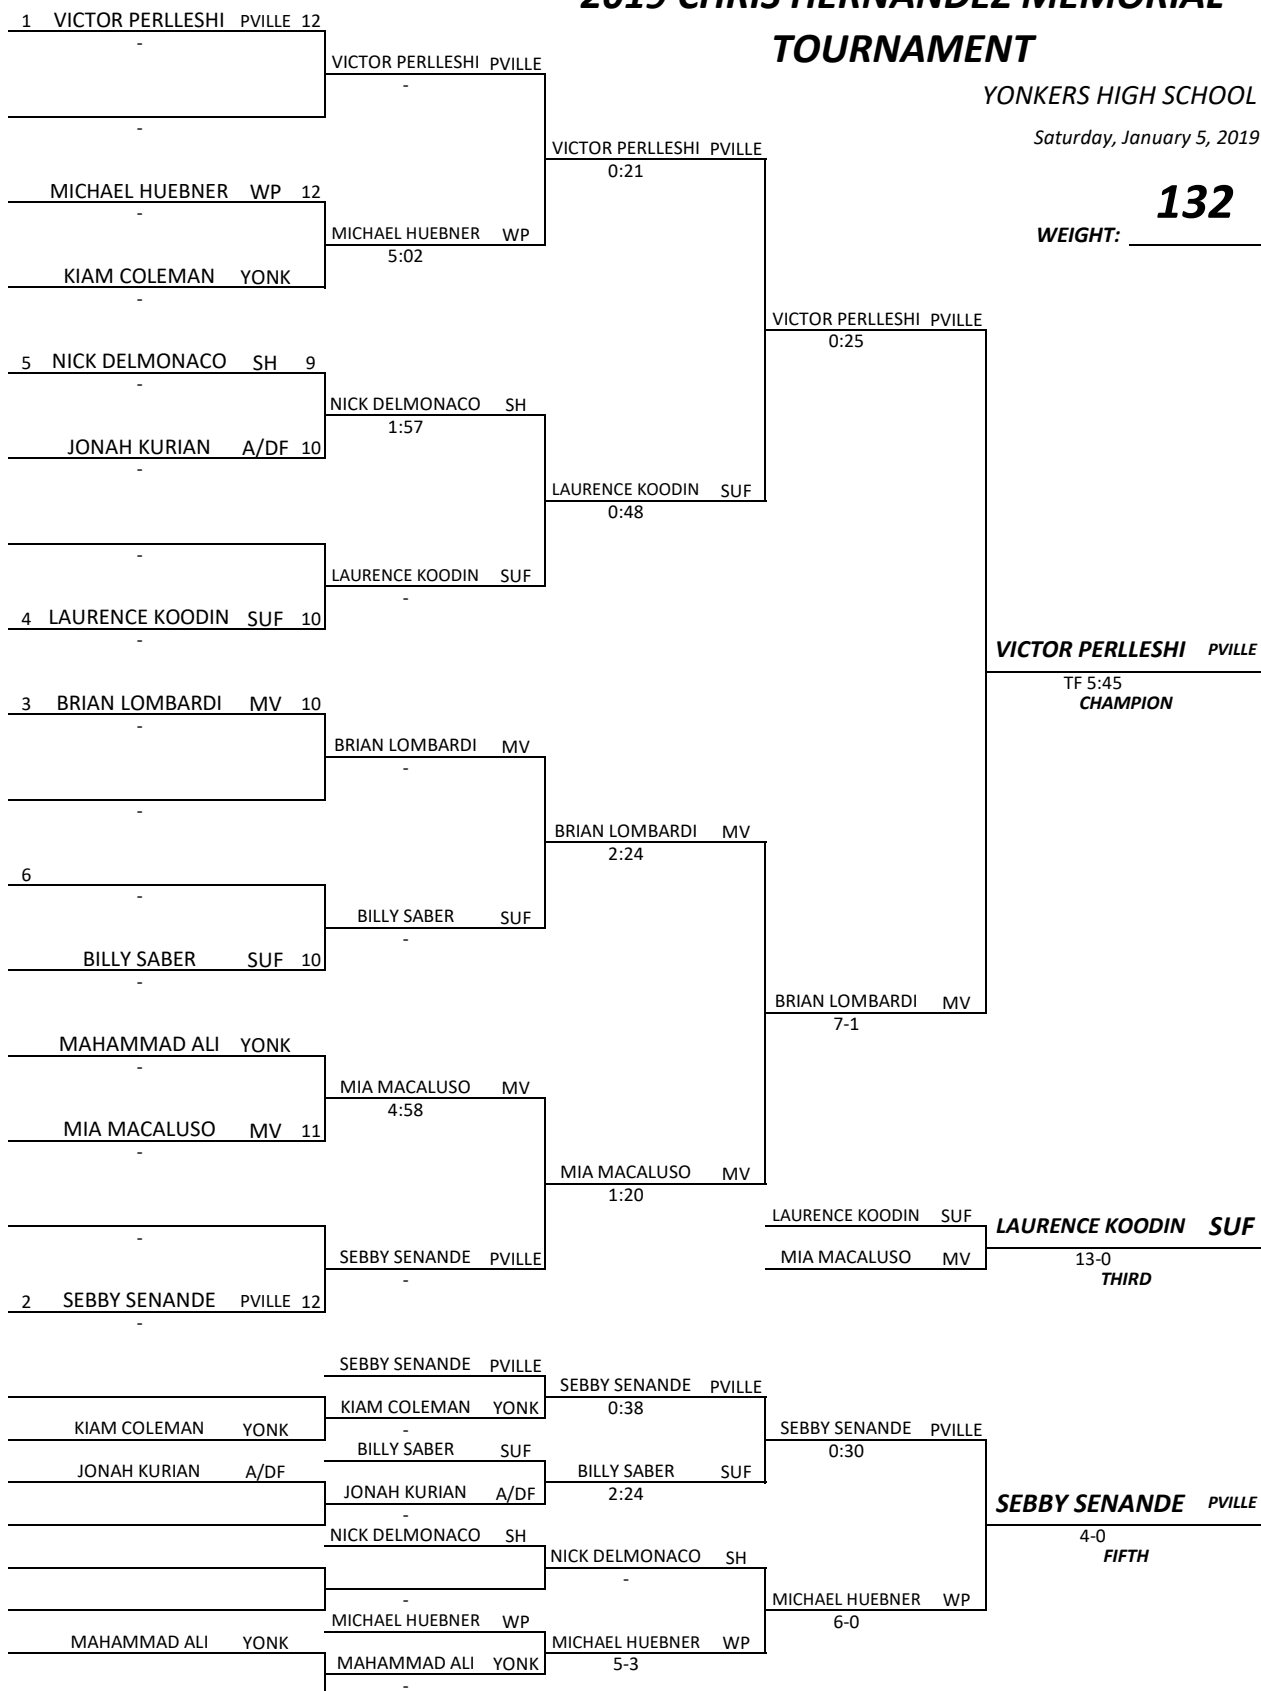 2019 CHRIS HERNANDEZ MEMORIAL
TOURNAMENT
YONKERS HIGH SCHOOL
Saturday, January 5, 2019
132
WEIGHT:
1 VICTOR PERLLESHI PVILLE 12
-
VICTOR PERLLESHI PVILLE
-
-
VICTOR PERLLESHI PVILLE
0:21
MICHAEL HUEBNER WP 12
-
MICHAEL HUEBNER WP
5:02
KIAM COLEMAN YONK
-
VICTOR PERLLESHI PVILLE
0:25
5 NICK DELMONACO SH 9
-
NICK DELMONACO SH
1:57
JONAH KURIAN A/DF 10
-
LAURENCE KOODIN SUF
0:48
-
LAURENCE KOODIN SUF
-
4 LAURENCE KOODIN SUF 10
-
VICTOR PERLLESHI PVILLE
TF 5:45
CHAMPION
3 BRIAN LOMBARDI MV 10
-
BRIAN LOMBARDI MV
-
-
BRIAN LOMBARDI MV
2:24
6
-
BILLY SABER SUF
-
BILLY SABER SUF 10
-
BRIAN LOMBARDI MV
7-1
MAHAMMAD ALI YONK
-
MIA MACALUSO MV
4:58
MIA MACALUSO MV 11
-
MIA MACALUSO MV
1:20
-
SEBBY SENANDE PVILLE
-
2 SEBBY SENANDE PVILLE 12
-
LAURENCE KOODIN SUF
MIA MACALUSO MV
LAURENCE KOODIN SUF
13-0
THIRD
SEBBY SENANDE PVILLE
SEBBY SENANDE PVILLE
0:38
KIAM COLEMAN YONK
-
KIAM COLEMAN YONK
SEBBY SENANDE PVILLE
0:30
BILLY SABER SUF
JONAH KURIAN A/DF
BILLY SABER SUF
2:24
JONAH KURIAN A/DF
-
SEBBY SENANDE PVILLE
4-0
FIFTH
NICK DELMONACO SH
NICK DELMONACO SH
-
-
MICHAEL HUEBNER WP
6-0
MICHAEL HUEBNER WP
MAHAMMAD ALI YONK
MICHAEL HUEBNER WP
5-3
MAHAMMAD ALI YONK
-